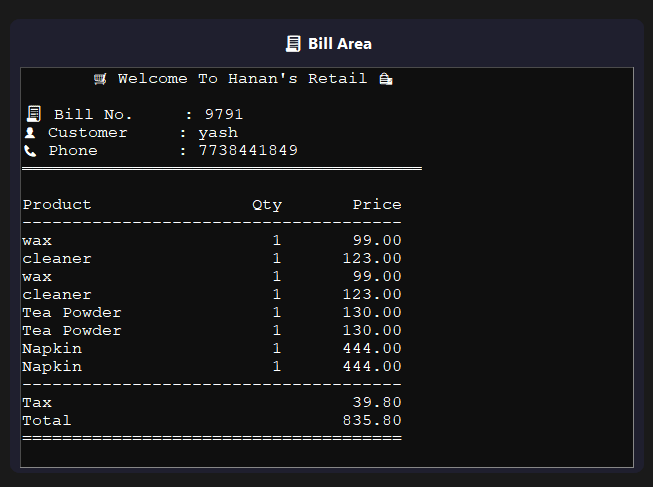 Bill Area
Welcome To Hanan's Retail
Bill No. : 9791
Customer : yash
Phone : 7738441849
Product Qty Price
wax 1 99.00
cleaner 1 123.00
wax 1 99.00
cleaner 1 123.00
Tea Powder 1 130.00
Tea Powder 1 130.00
Napkin 1 444.00
Napkin 1 444.00
Tax 39.80
Total 835.80